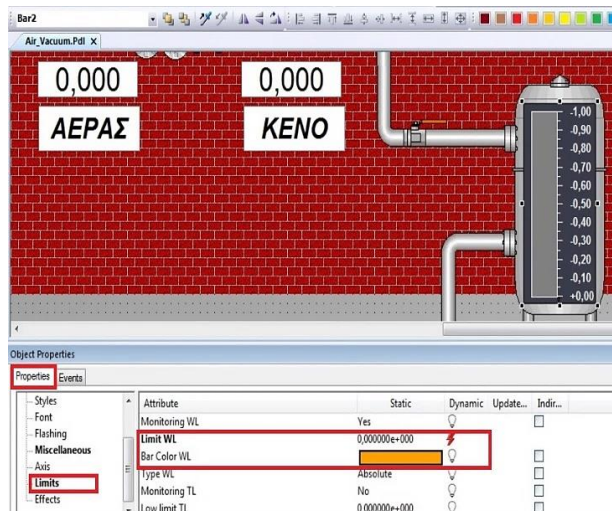 Bar2
Air_Vacuum.Pdl X
0,000
0,000
ΑΕΡΑΣ
ΚΕΝΟ
-1,00
-0,90
-0,80
-0,70
-0,60
-0,50
-0,40
-0,30
-0,20
-0,10
+0,00
Object Properties
Properties Events
Styles
Font
Flashing
Miscellaneous
Axis
Limits
Effects
Attribute Static Dynamic Update... Indir...
Monitoring WL Yes
Limit WL 0,000000e+000
Bar Color WL
Type WL Absolute
Monitoring TL No
Low limit TL 0,000000e+000